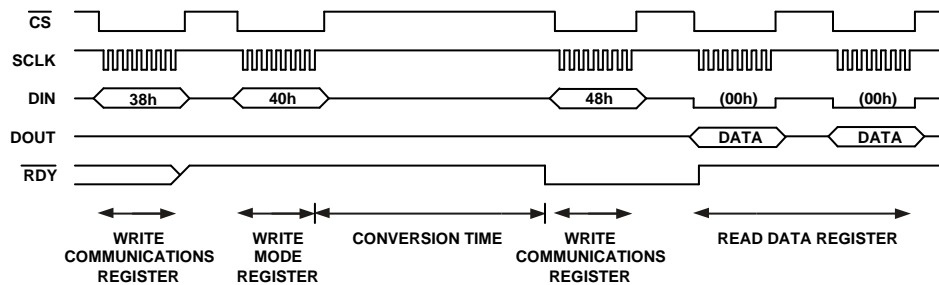 CS
SCLK
DIN 38h 40h 48h (00h) (00h)
DOUT DATA DATA
RDY
WRITE
COMMUNICATIONS
REGISTER
WRITE
MODE
REGISTER
CONVERSION TIME
WRITE
COMMUNICATIONS
REGISTER
READ DATA REGISTER